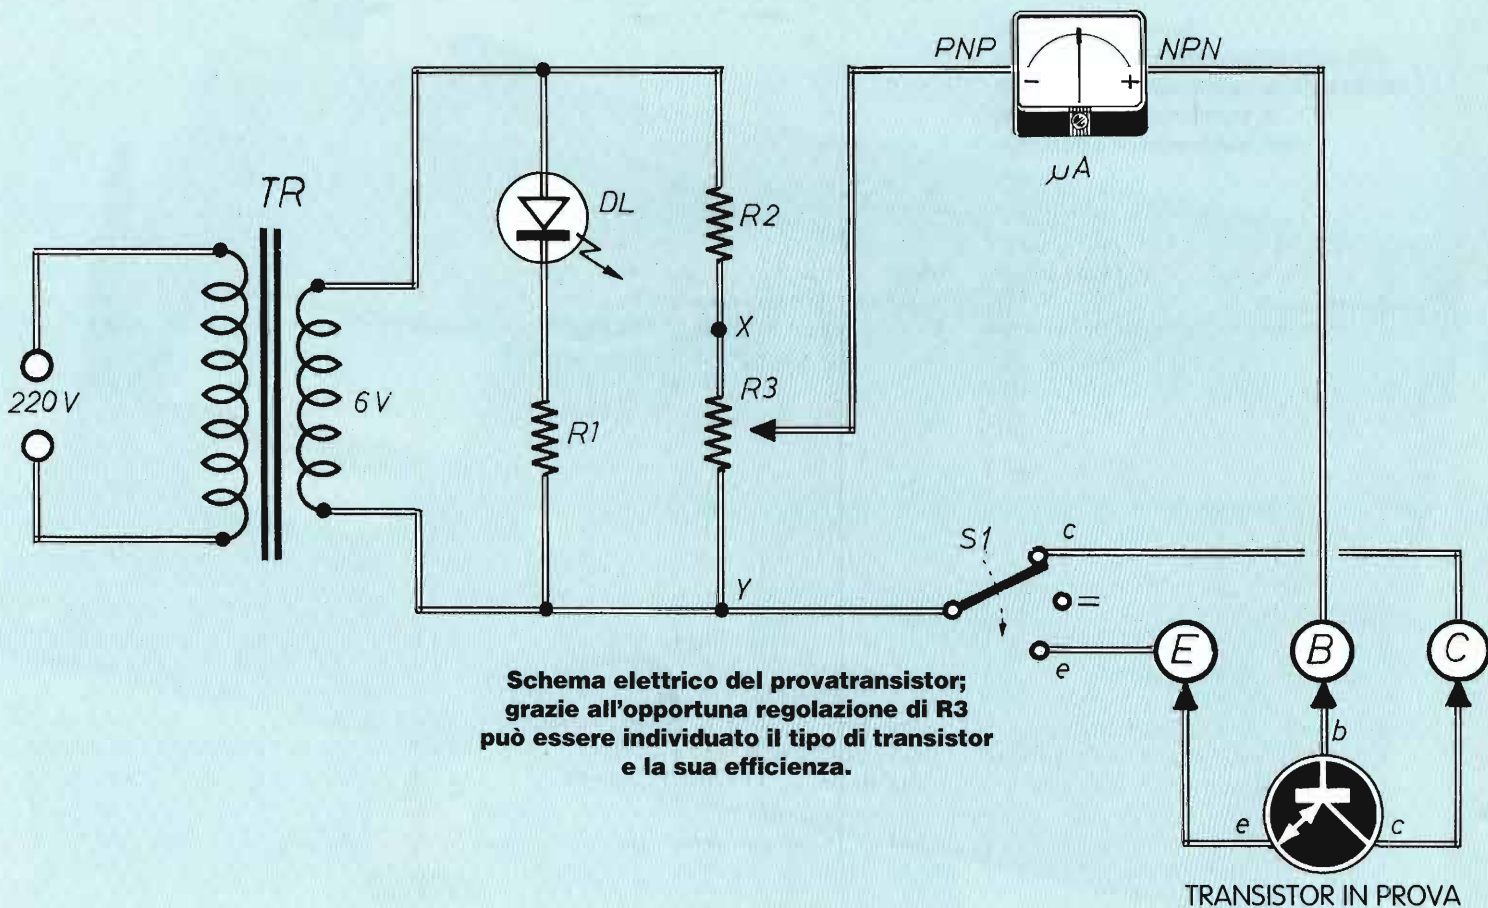 PNP
NPN
-
+
μA
TR
DL
R2
X
220V
6V
R1
R3
Y
S1
c
=
e
E
B
C
Schema elettrico del provatransistor;
grazie all'opportuna regolazione di R3
può essere individuato il tipo di transistor
e la sua efficienza.
b
e
c
TRANSISTOR IN PROVA